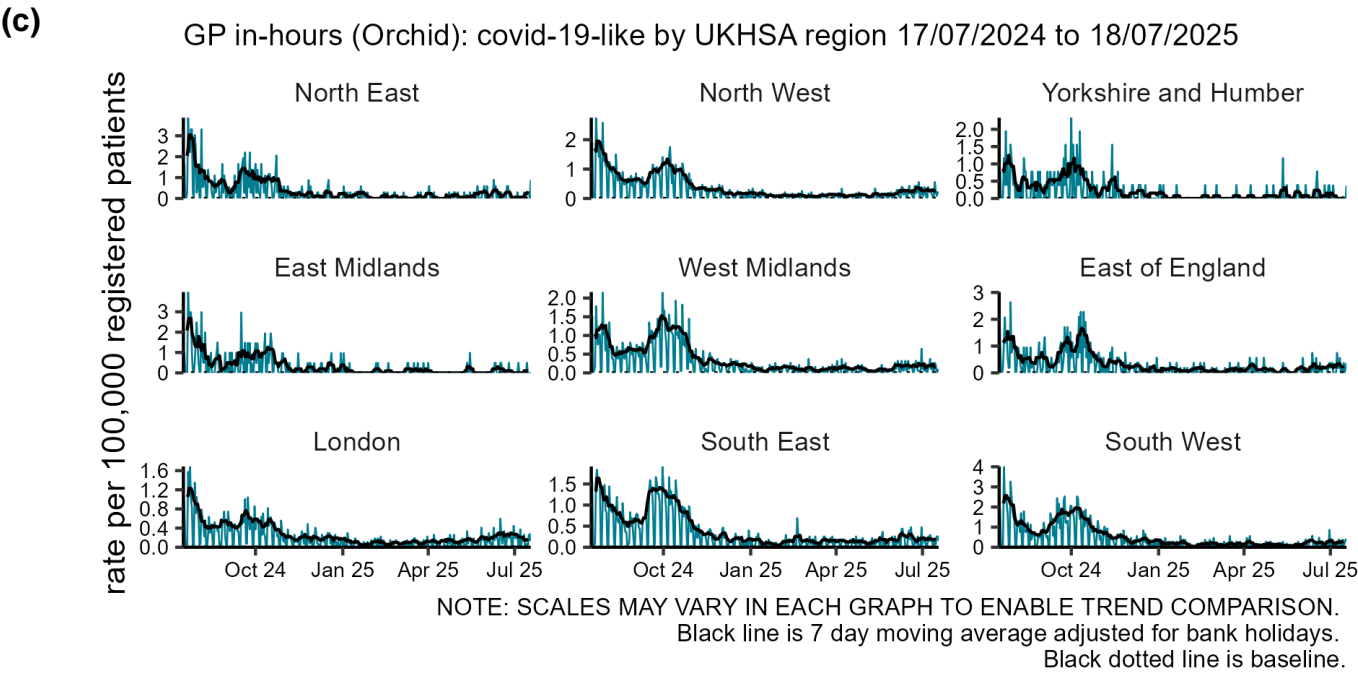 (c)
GP in-hours (Orchid): covid-19-like by UKHSA region 17/07/2024 to 18/07/2025
rate per 100,000 registered patients
North East
3
2
1
0
North West
2
1
0
Yorkshire and Humber
2.0
1.5
1.0
0.5
0.0
East Midlands
3
2
1
0
West Midlands
2.0
1.5
1.0
0.5
0.0
East of England
3
2
1
0
London
1.6
1.2
0.8
0.4
0.0
Oct 24 Jan 25 Apr 25 Jul 25
South East
1.5
1.0
0.5
0.0
Oct 24 Jan 25 Apr 25 Jul 25
South West
4
3
2
1
0
Oct 24 Jan 25 Apr 25 Jul 25
NOTE: SCALES MAY VARY IN EACH GRAPH TO ENABLE TREND COMPARISON.
Black line is 7 day moving average adjusted for bank holidays.
Black dotted line is baseline.